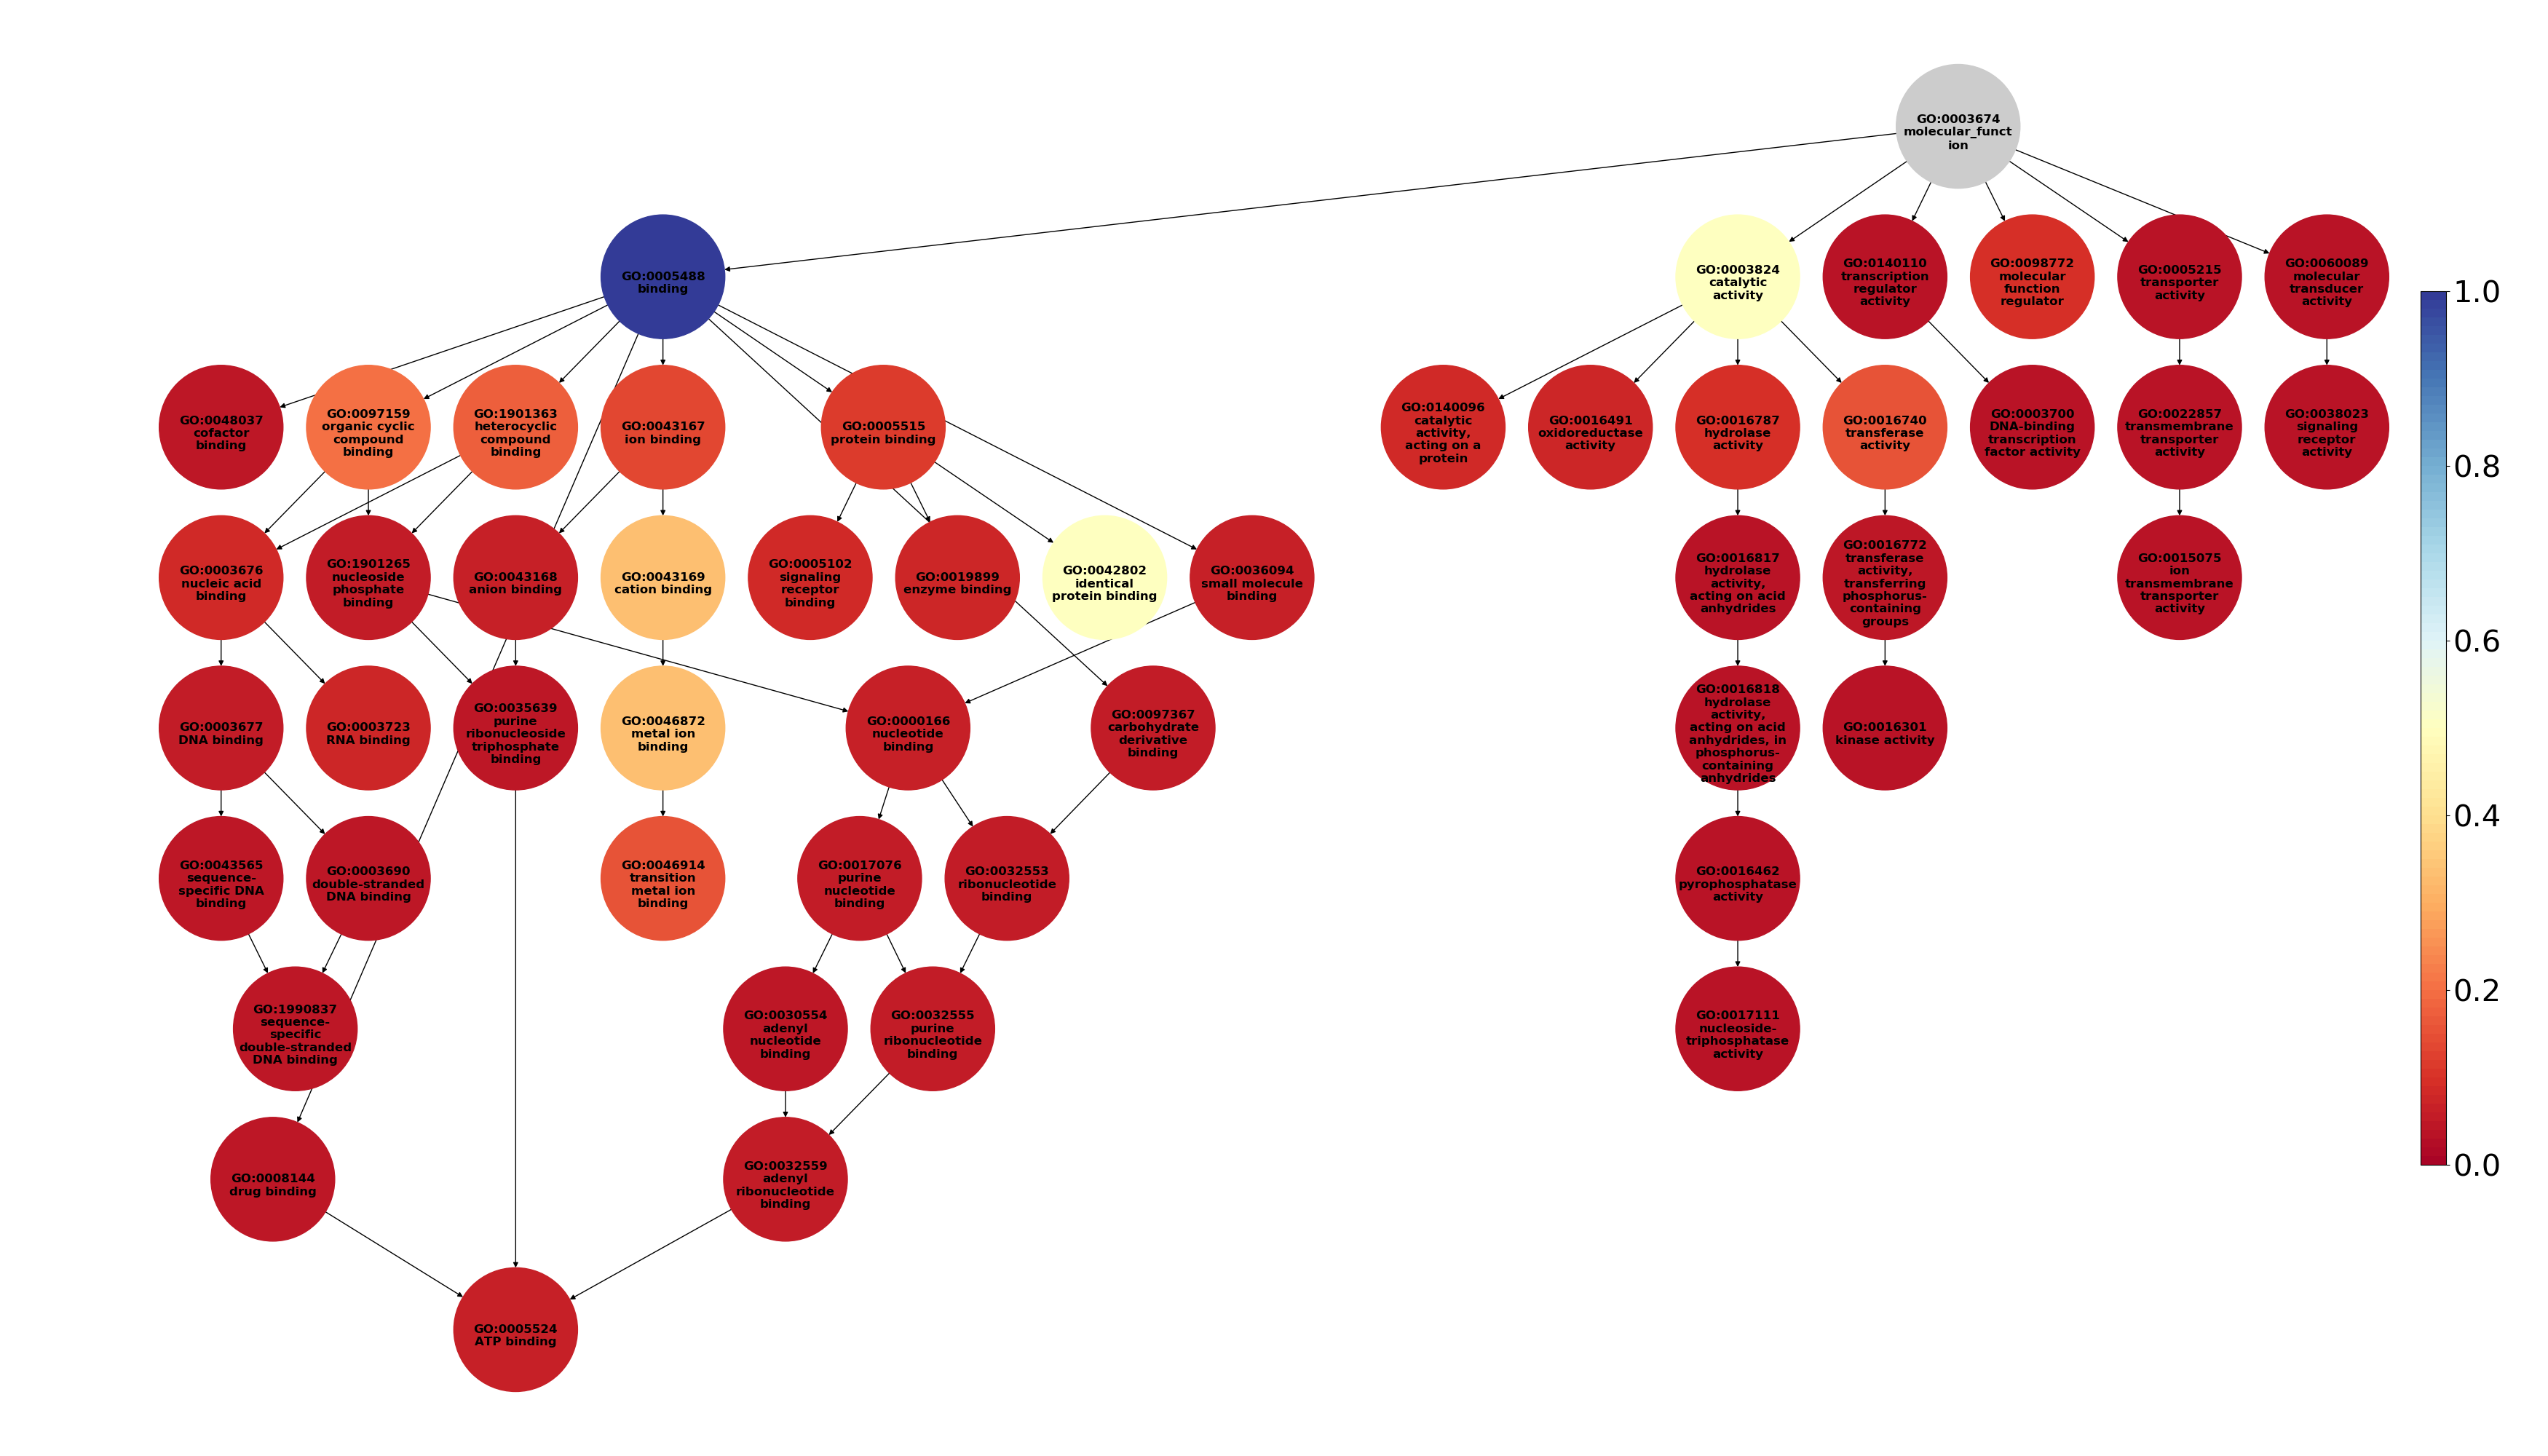 GO:0003674
molecular_funct
ion
GO:0005488
binding
GO:0003824
catalytic
activity
GO:0140110
transcription
regulator
activity
GO:0098772
molecular
function
regulator
GO:0005215
transporter
activity
GO:0060089
molecular
transducer
activity
GO:0048037
cofactor
binding
GO:0097159
organic cyclic
compound
binding
GO:1901363
heterocyclic
compound
binding
GO:0043167
ion binding
GO:0005515
protein binding
GO:0140096
catalytic
activity,
acting on a
protein
GO:0016491
oxidoreductase
activity
GO:0016787
hydrolase
activity
GO:0016740
transferase
activity
GO:0003700
DNA-binding
transcription
factor activity
GO:0022857
transmembrane
transporter
activity
GO:0038023
signaling
receptor
activity
GO:0003676
nucleic acid
binding
GO:1901265
nucleoside
phosphate
binding
GO:0043168
anion binding
GO:0043169
cation binding
GO:0005102
signaling
receptor
binding
GO:0019899
enzyme binding
GO:0042802
identical
protein binding
GO:0036094
small molecule
binding
GO:0016817
hydrolase
activity,
acting on acid
anhydrides
GO:0016772
transferase
activity,
transferring
phosphorus-
containing
groups
GO:0015075
ion
transmembrane
transporter
activity
GO:0003677
DNA binding
GO:0003723
RNA binding
GO:0035639
purine
ribonucleoside
triphosphate
binding
GO:0046872
metal ion
binding
GO:0000166
nucleotide
binding
GO:0097367
carbohydrate
derivative
binding
GO:0016818
hydrolase
activity,
acting on acid
anhydrides, in
phosphorus-
containing
anhydrides
GO:0016301
kinase activity
GO:0043565
sequence-
specific DNA
binding
GO:0003690
double-stranded
DNA binding
GO:0046914
transition
metal ion
binding
GO:0017076
purine
nucleotide
binding
GO:0032553
ribonucleotide
binding
GO:0016462
pyrophosphatase
activity
GO:1990837
sequence-
specific
double-stranded
DNA binding
GO:0030554
adenyl
nucleotide
binding
GO:0032555
purine
ribonucleotide
binding
GO:0017111
nucleoside-
triphosphatase
activity
GO:0008144
drug binding
GO:0032559
adenyl
ribonucleotide
binding
GO:0005524
ATP binding
1.0
0.8
0.6
0.4
0.2
0.0